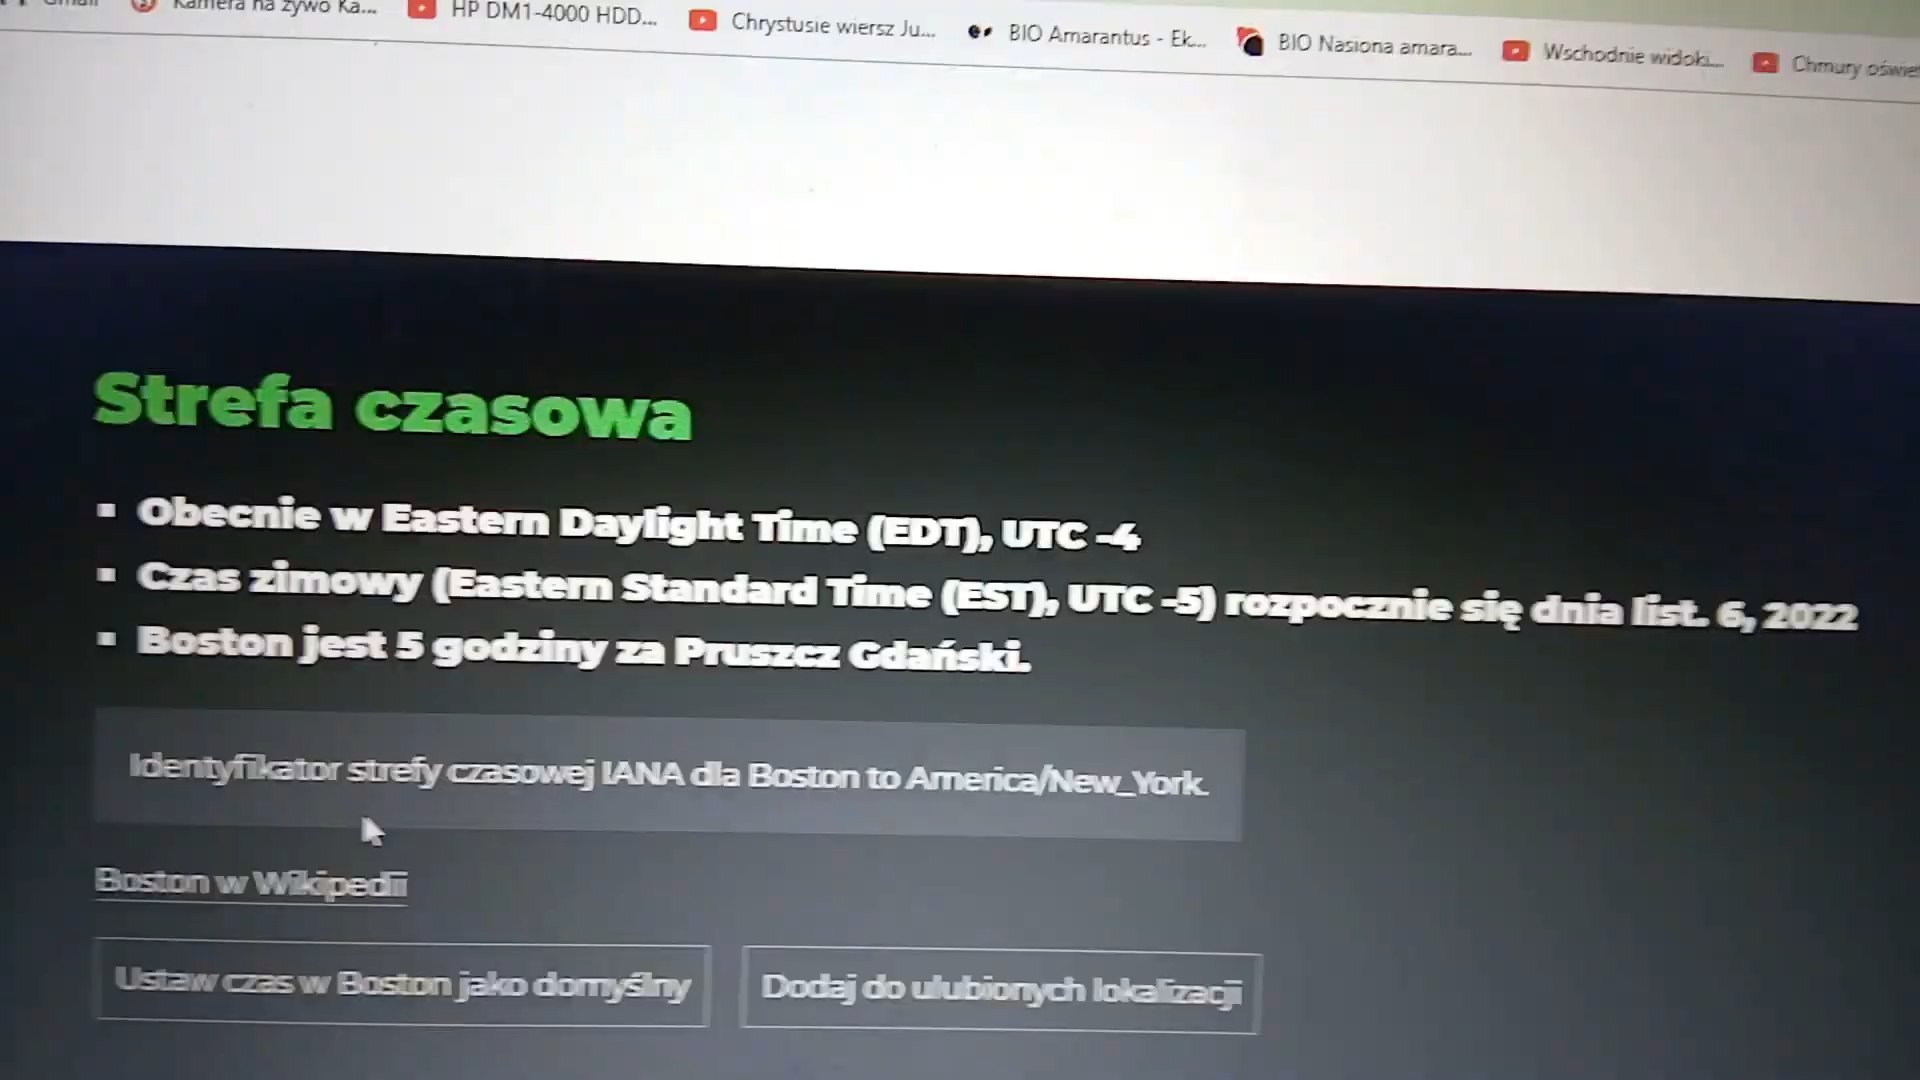 Gmail
Kamera na żywo Ka...
HP DM1-4000 HDD...
Chrystusie wiersz Ju...
BIO Amarantus - Ek...
BIO Nasiona amara...
Wschodnie widoki...
Chmury oświe
Strefa czasowa
Obecnie w Eastern Daylight Time (EDT), UTC -4
Czas zimowy (Eastern Standard Time (EST), UTC -5) rozpocznie się dnia list. 6, 2022
Boston jest 5 godziny za Pruszcz Gdański.
Identyfikator strefy czasowej IANA dla Boston to America/New_York.
Boston w Wikipedii
Ustaw czas w Boston jako domyślny
Dodaj do ulubionych lokalizacji